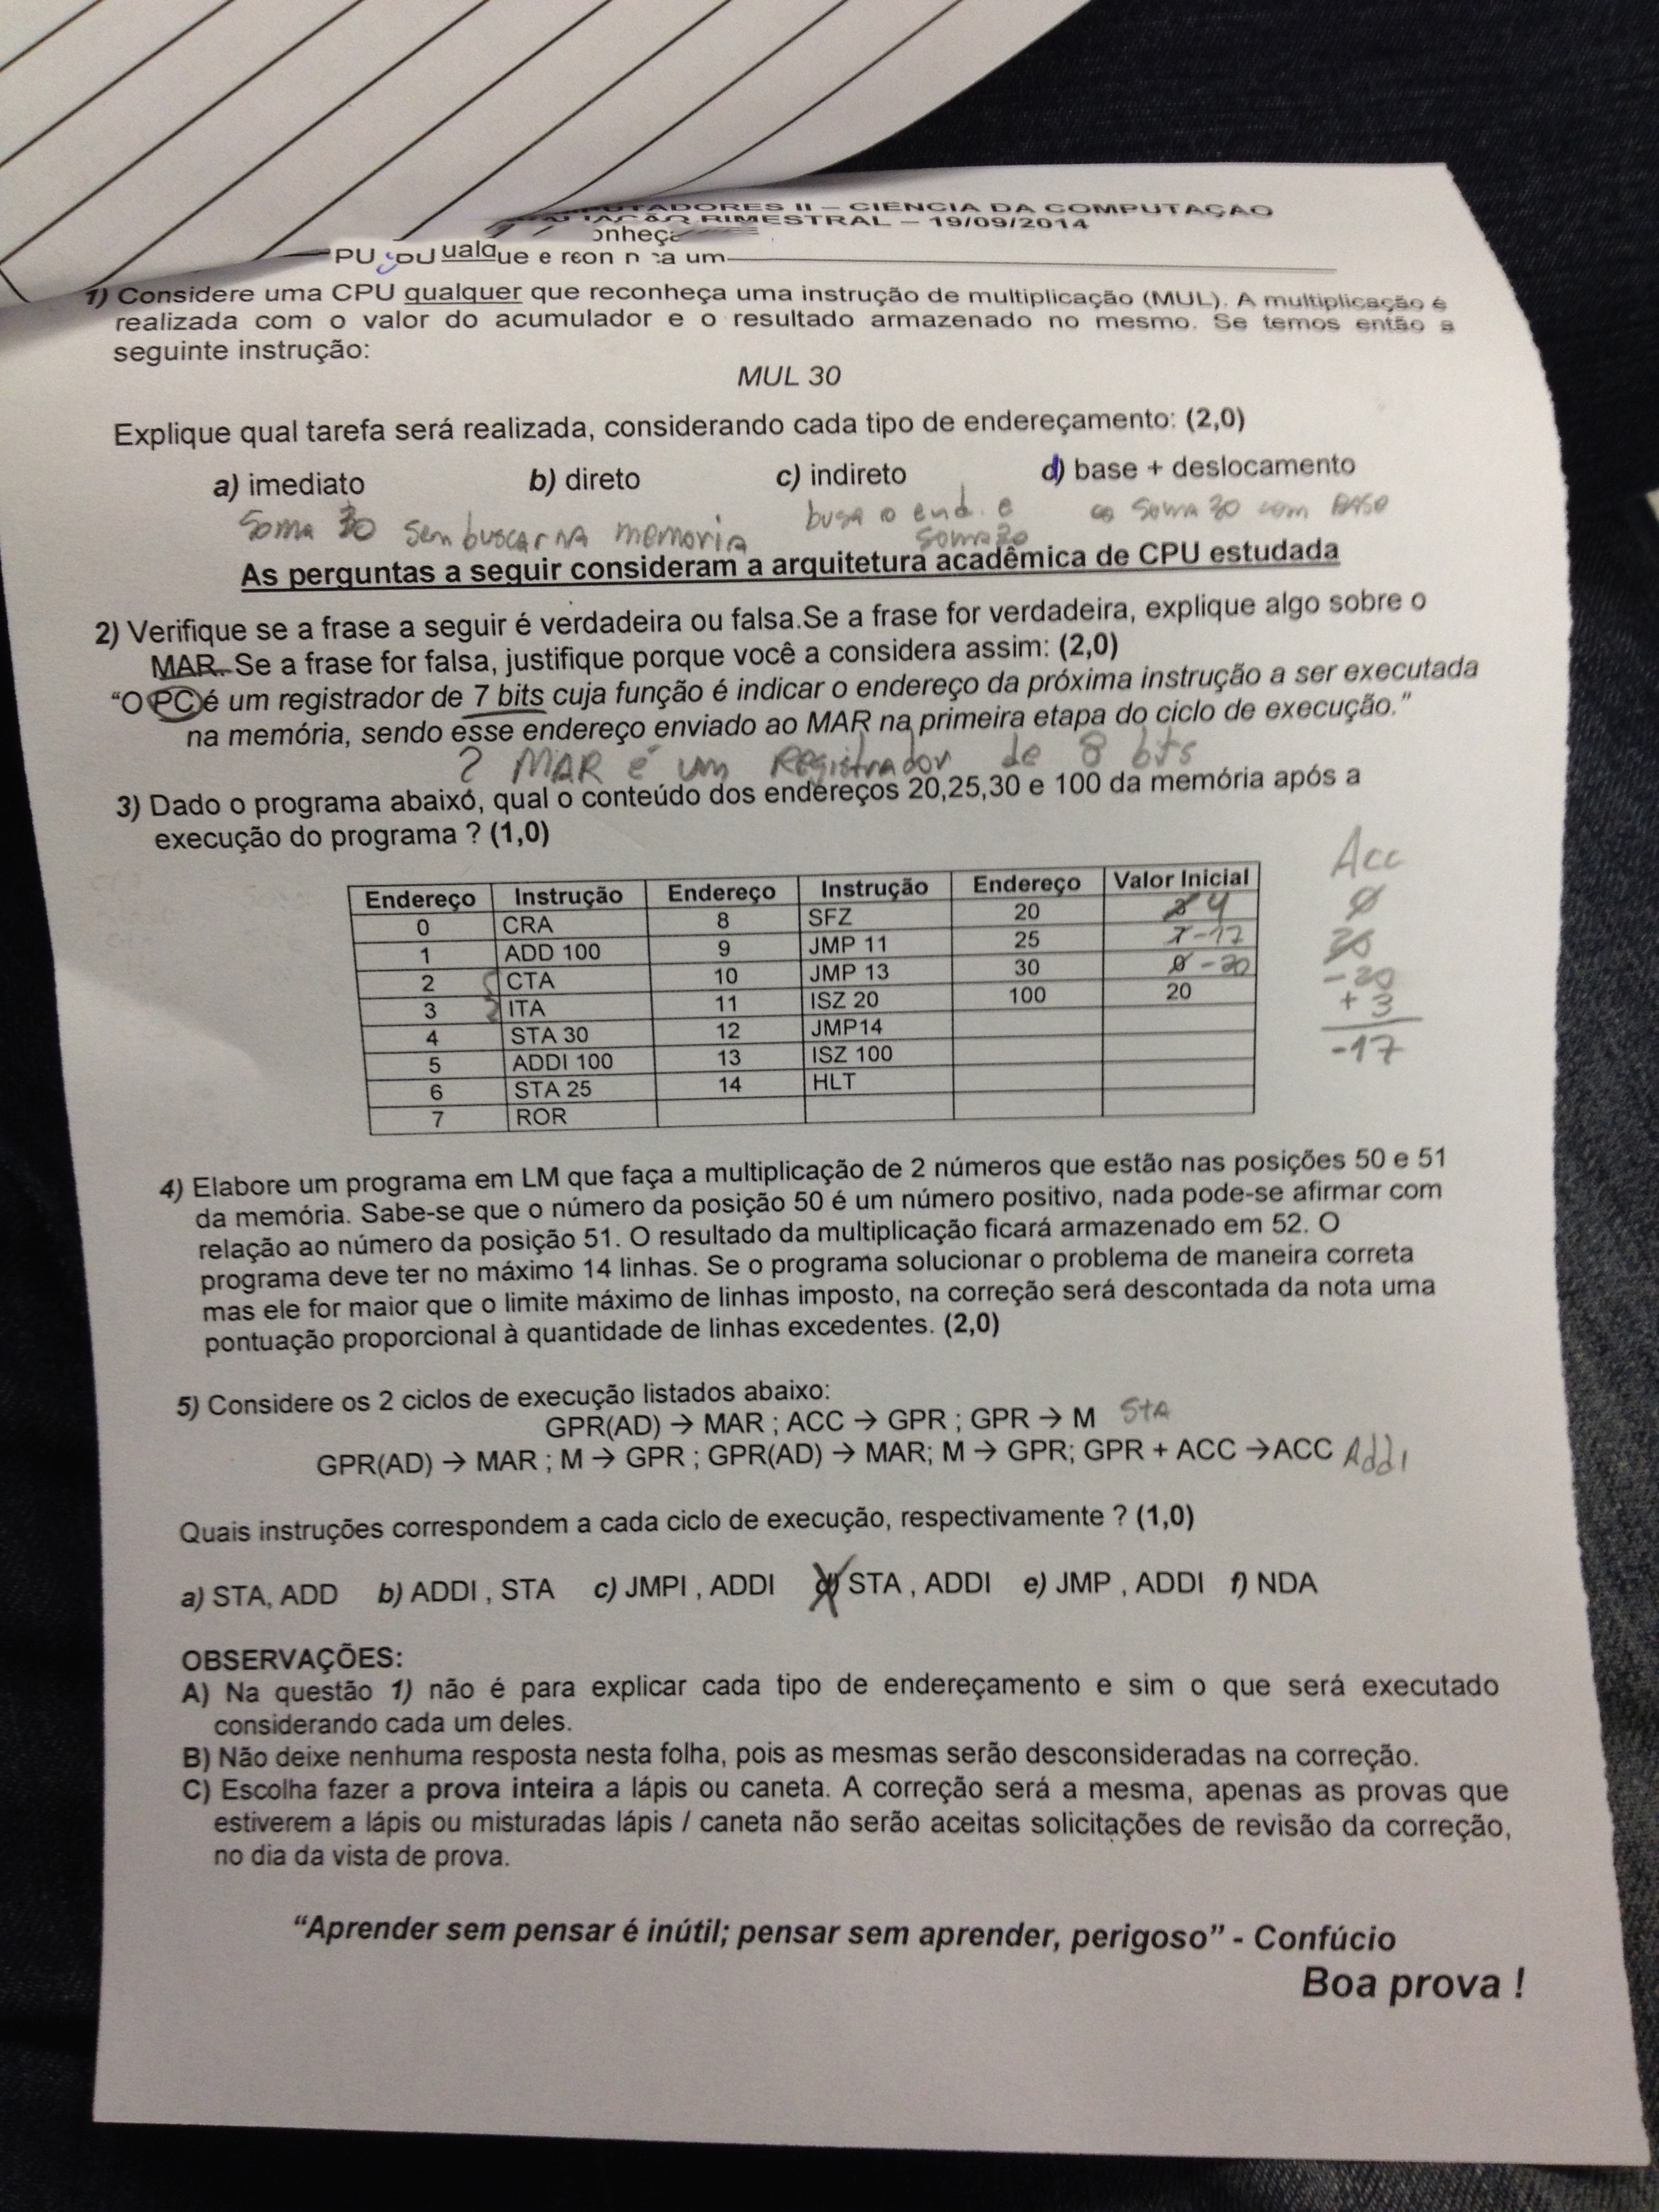 PUTADORES II – CIENCIA DA COMPUTAÇÃO
RIMESTRAL – 19/09/2014
onheça
PU ualq ue e um
1) Considere uma CPU qualquer que reconheça uma instrução de multiplicação (MUL). A multiplicação é
realizada com o valor do acumulador e o resultado armazenado no mesmo. Se temos então a
seguinte instrução:
MUL 30
Explique qual tarefa será realizada, considerando cada tipo de endereçamento: (2,0)
a) imediato b) direto c) indireto d) base + deslocamento
Soma 30 sem buscar na memoria busa o end. e soma 30 com Base
soma 30
As perguntas a seguir consideram a arquitetura acadêmica de CPU estudada
2) Verifique se a frase a seguir é verdadeira ou falsa.Se a frase for verdadeira, explique algo sobre o
MAR. Se a frase for falsa, justifique porque você a considera assim: (2,0)
“O PC é um registrador de 7 bits cuja função é indicar o endereço da próxima instrução a ser executada
na memória, sendo esse endereço enviado ao MAR na primeira etapa do ciclo de execução.”
? MAR é um Registrador de 8 bts
3) Dado o programa abaixo, qual o conteúdo dos endereços 20,25,30 e 100 da memória após a
execução do programa ? (1,0)
Acc
Endereço Instrução Endereço Instrução Endereço Valor Inicial
0 CRA 8 SFZ 20 3 4 0
1 ADD 100 9 JMP 11 25 7 -17 20
2 CTA 10 JMP 13 30 0 -20 -20
3 ITA 11 ISZ 20 100 20 + 3
4 STA 30 12 JMP14 -17
5 ADDI 100 13 ISZ 100
6 STA 25 14 HLT
7 ROR
4) Elabore um programa em LM que faça a multiplicação de 2 números que estão nas posições 50 e 51
da memória. Sabe-se que o número da posição 50 é um número positivo, nada pode-se afirmar com
relação ao número da posição 51. O resultado da multiplicação ficará armazenado em 52. O
programa deve ter no máximo 14 linhas. Se o programa solucionar o problema de maneira correta
mas ele for maior que o limite máximo de linhas imposto, na correção será descontada da nota uma
pontuação proporcional à quantidade de linhas excedentes. (2,0)
5) Considere os 2 ciclos de execução listados abaixo:
GPR(AD) → MAR ; ACC → GPR ; GPR → M STA
GPR(AD) → MAR ; M → GPR ; GPR(AD) → MAR; M → GPR; GPR + ACC →ACC Addi
Quais instruções correspondem a cada ciclo de execução, respectivamente ? (1,0)
a) STA, ADD b) ADDI , STA c) JMPI , ADDI d) STA , ADDI e) JMP , ADDI f) NDA
OBSERVAÇÕES:
A) Na questão 1) não é para explicar cada tipo de endereçamento e sim o que será executado
considerando cada um deles.
B) Não deixe nenhuma resposta nesta folha, pois as mesmas serão desconsideradas na correção.
C) Escolha fazer a prova inteira a lápis ou caneta. A correção será a mesma, apenas as provas que
estiverem a lápis ou misturadas lápis / caneta não serão aceitas solicitações de revisão da correção,
no dia da vista de prova.
“Aprender sem pensar é inútil; pensar sem aprender, perigoso” - Confúcio
Boa prova !